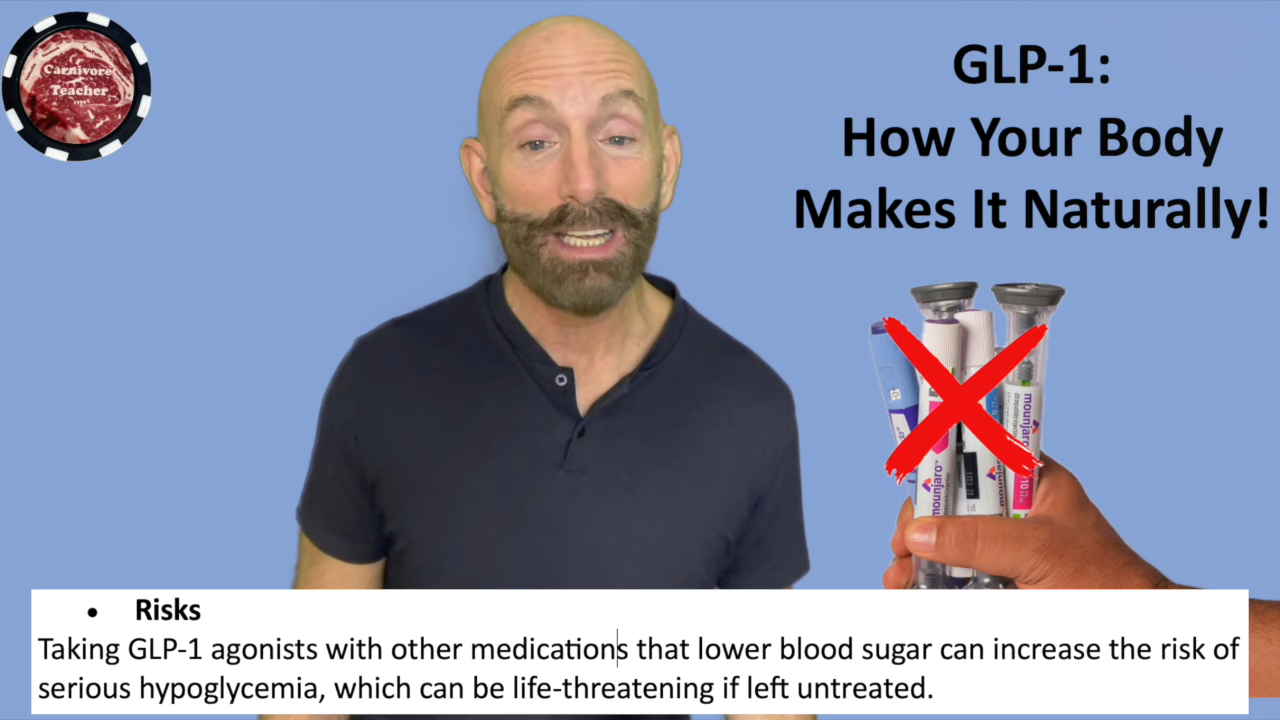 Carnivore
Teacher
GLP-1:
How Your Body
Makes It Naturally!
mounjaro™
mounjaro
mounjaro
• Risks
Taking GLP-1 agonists with other medications that lower blood sugar can increase the risk of
serious hypoglycemia, which can be life-threatening if left untreated.